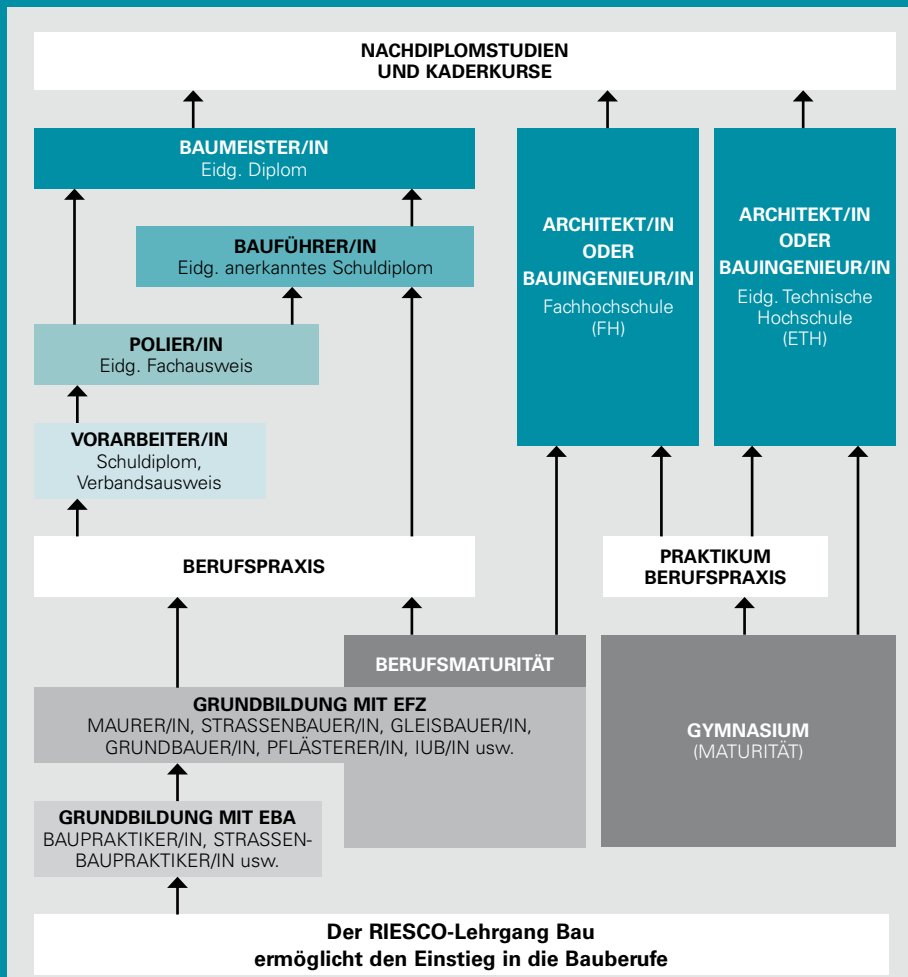 NACHDIPLOMSTUDIEN
UND KADERKURSE
BAUMEISTER/IN
Eidg. Diplom
BAUFÜHRER/IN
Eidg. anerkanntes Schuldiplom
POLIER/IN
Eidg. Fachausweis
VORARBEITER/IN
Schuldiplom,
Verbandsausweis
ARCHITEKT/IN
ODER
BAUINGENIEUR/IN
Fachhochschule
(FH)
ARCHITEKT/IN
ODER
BAUINGENIEUR/IN
Eidg. Technische
Hochschule
(ETH)
BERUFSPRAXIS
PRAKTIKUM
BERUFSPRAXIS
BERUFSMATURITÄT
GRUNDBILDUNG MIT EFZ
MAURER/IN, STRASSENBAUER/IN, GLEISBAUER/IN,
GRUNDBAUER/IN, PFLÄSTERER/IN, IUB/IN usw.
GYMNASIUM
(MATURITÄT)
GRUNDBILDUNG MIT EBA
BAUPRAKTIKER/IN, STRASSEN-
BAUPRAKTIKER/IN usw.
Der RIESCO-Lehrgang Bau
ermöglicht den Einstieg in die Bauberufe